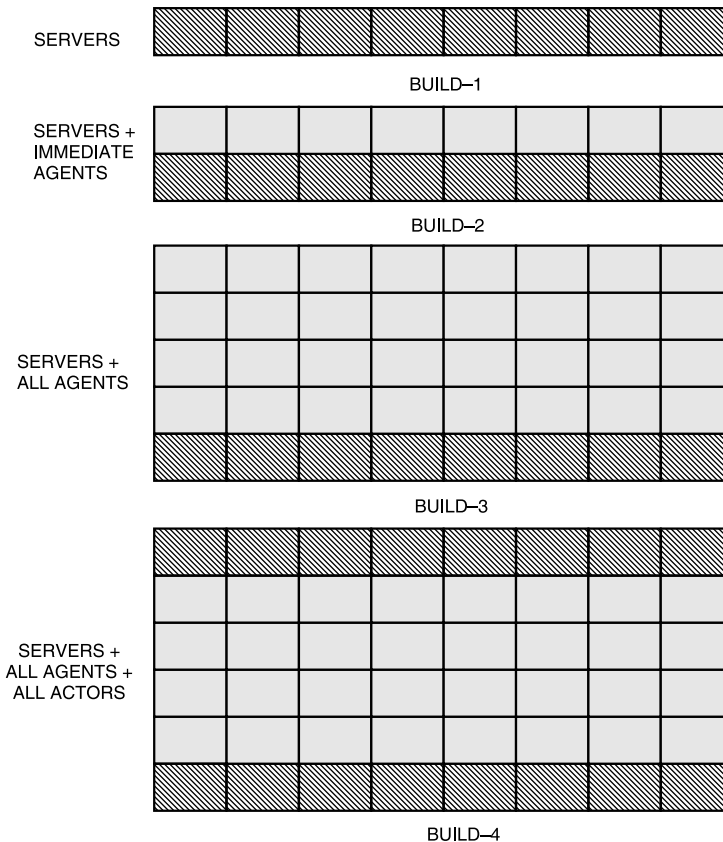 SERVERS
BUILD–1
SERVERS +
IMMEDIATE
AGENTS
BUILD–2
SERVERS +
ALL AGENTS
BUILD–3
SERVERS +
ALL AGENTS +
ALL ACTORS
BUILD–4